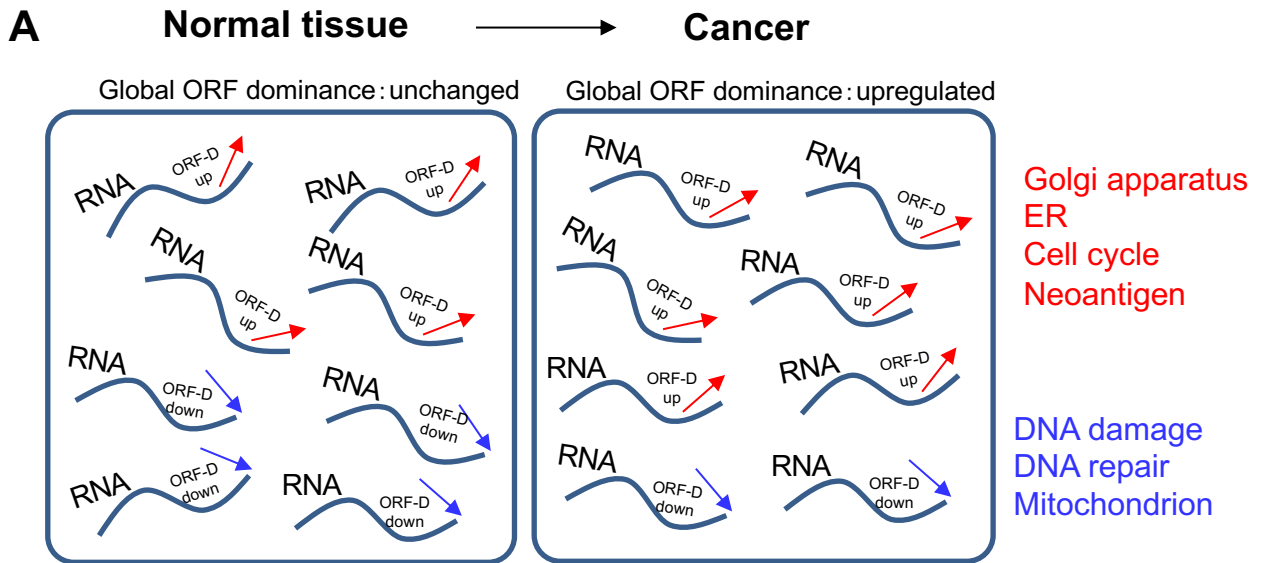 A
Normal tissue
Cancer
Global ORF dominance : unchanged
Global ORF dominance : upregulated
RNA
ORF-D
up
RNA
ORF-D
up
RNA
ORF-D
up
RNA
ORF-D
up
RNA
ORF-D
down
RNA
ORF-D
down
RNA
ORF-D
down
RNA
ORF-D
down
RNA
ORF-D
up
RNA
ORF-D
up
RNA
ORF-D
up
RNA
ORF-D
up
RNA
ORF-D
up
RNA
ORF-D
up
RNA
ORF-D
down
RNA
ORF-D
down
Golgi apparatus
ER
Cell cycle
Neoantigen
DNA damage
DNA repair
Mitochondrion